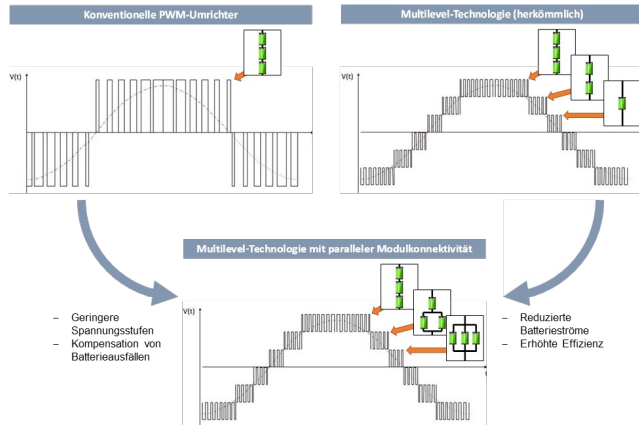 Konventionelle PWM-Umrichter
Multilevel-Technologie (herkömmlich)
V(t)
V(t)
Multilevel-Technologie mit paralleler Modulkonnektivität
V(t)
t
– Geringere
Spannungsstufen
– Kompensation von
Batterieausfällen
– Reduzierte
Batterieströme
– Erhöhte Effizienz